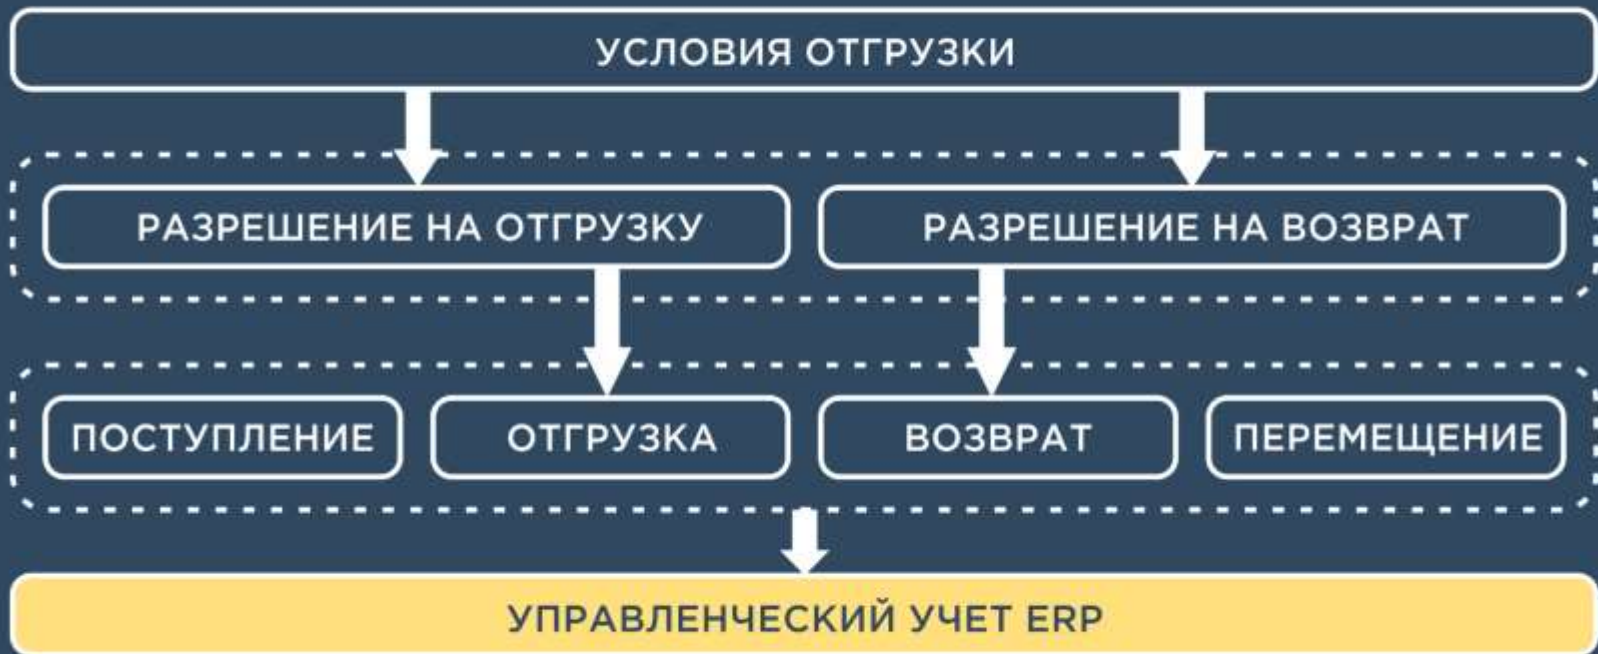 УСЛОВИЯ ОТГРУЗКИ
РАЗРЕШЕНИЕ НА ОТГРУЗКУ
РАЗРЕШЕНИЕ НА ВОЗВРАТ
ПОСТУПЛЕНИЕ
ОТГРУЗКА
ВОЗВРАТ
ПЕРЕМЕЩЕНИЕ
УПРАВЛЕНЧЕСКИЙ УЧЕТ ERP